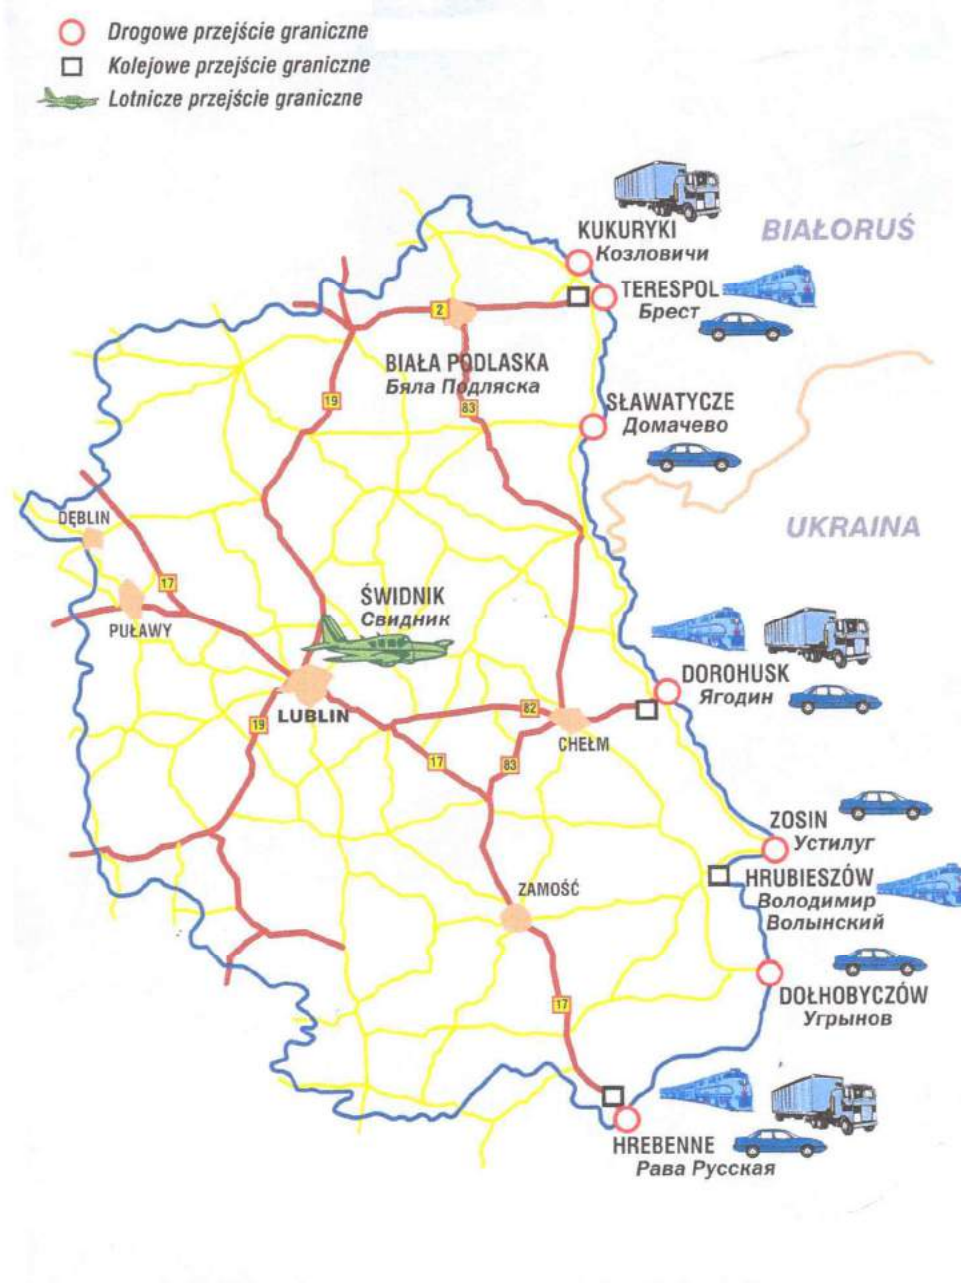 Drogowe przejście graniczne
Kolejowe przejście graniczne
Lotnicze przejście graniczne
KUKURYKI
Козловичи
BIAŁORUŚ
TERESPOL
Брест
2
BIAŁA PODLASKA
Бяла Подляска
19
83
SŁAWATYCZE
Домачево
DĘBLIN
UKRAINA
17
PUŁAWY
ŚWIDNIK
Свидник
DOROHUSK
Ягодин
LUBLIN
82
19
CHEŁM
17
83
ZOSIN
Устилуг
HRUBIESZÓW
Володимир
Волынский
ZAMOŚĆ
DOŁHOBYCZÓW
Угрынов
17
HREBENNE
Рава Русская